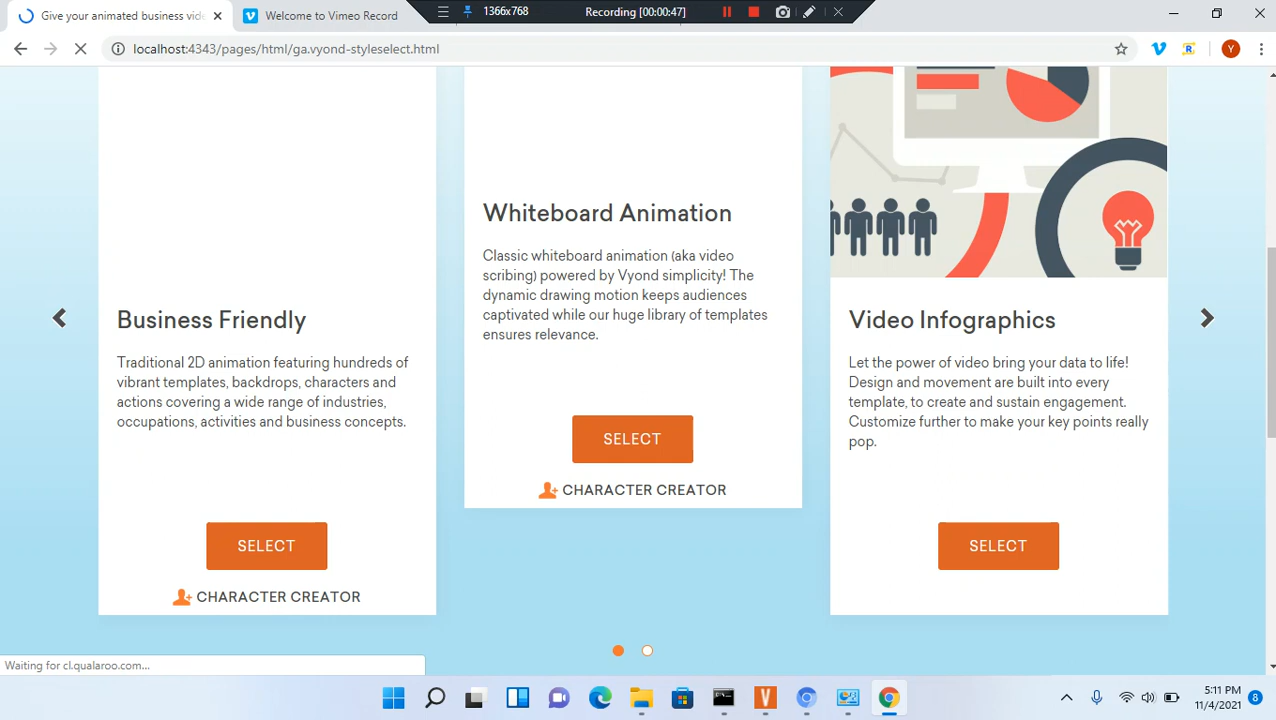 Give your animated business vide
Welcome to Vimeo Record
1366x768
Recording [00:00:47]
localhost:4343/pages/html/ga.vyond-styleselect.html
R
Y
Business Friendly
Traditional 2D animation featuring hundreds of
vibrant templates, backdrops, characters and
actions covering a wide range of industries,
occupations, activities and business concepts.
SELECT
CHARACTER CREATOR
Whiteboard Animation
Classic whiteboard animation (aka video
scribing) powered by Vyond simplicity! The
dynamic drawing motion keeps audiences
captivated while our huge library of templates
ensures relevance.
SELECT
CHARACTER CREATOR
Video Infographics
Let the power of video bring your data to life!
Design and movement are built into every
template, to create and sustain engagement.
Customize further to make your key points really
pop.
SELECT
Waiting for cl.qualaroo.com...
V
5:11 PM
11/4/2021
8